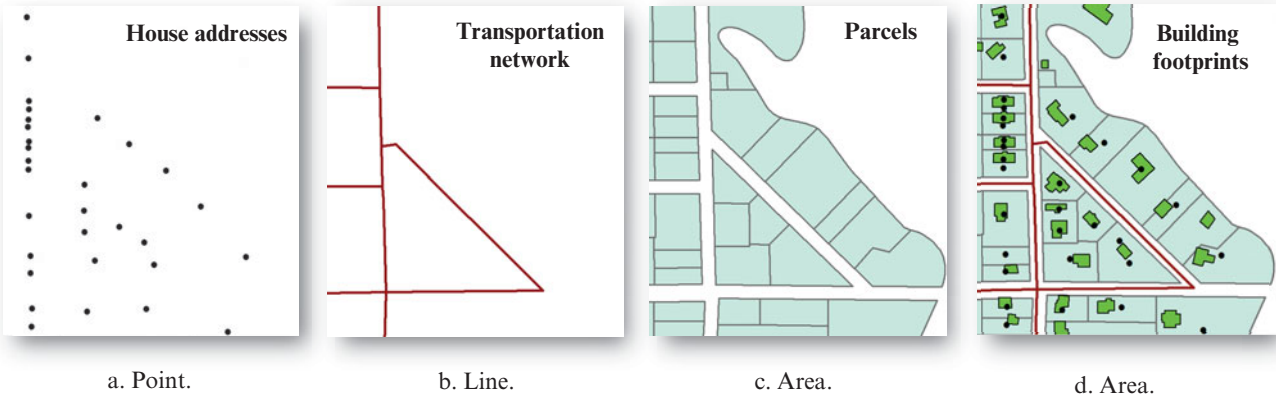 House addresses
Transportation
network
Parcels
Building
footprints
a. Point.
b. Line.
c. Area.
d. Area.